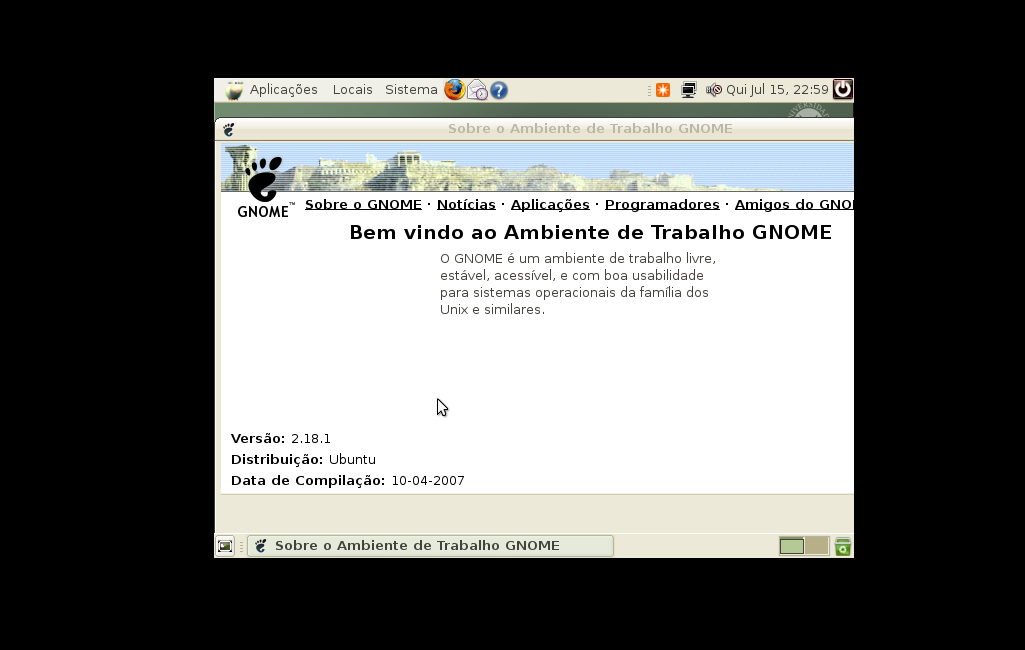 Aplicações Locais Sistema Qui Jul 15, 22:59
Sobre o Ambiente de Trabalho GNOME
GNOME™
Sobre o GNOME · Notícias · Aplicações · Programadores · Amigos do
Bem vindo ao Ambiente de Trabalho GNOME
O GNOME é um ambiente de trabalho livre,
estável, acessível, e com boa usabilidade
para sistemas operacionais da família dos
Unix e similares.
Versão: 2.18.1
Distribuição: Ubuntu
Data de Compilação: 10-04-2007
Sobre o Ambiente de Trabalho GNOME